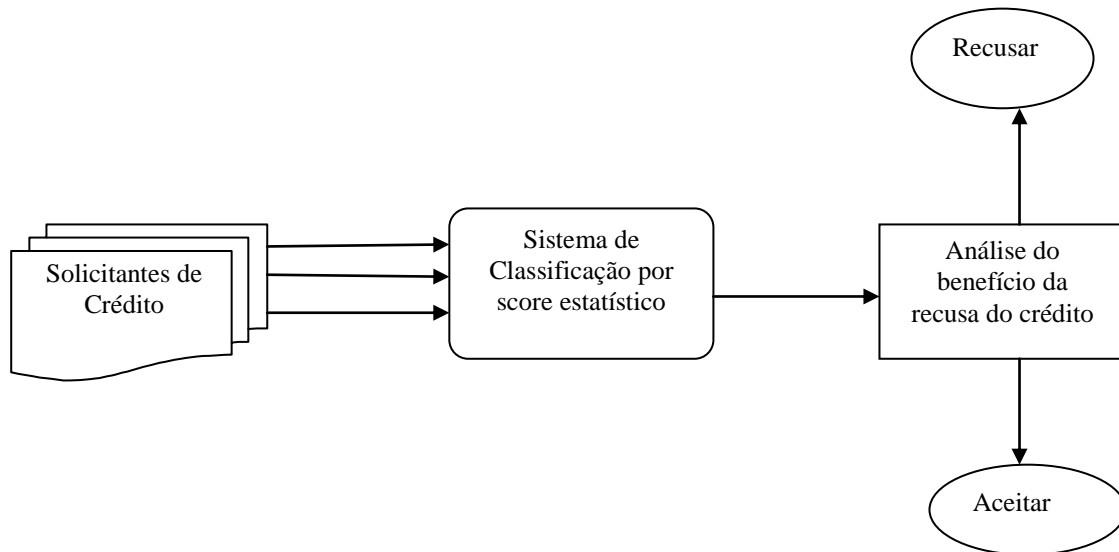 Recusar
Solicitantes de
Crédito
Sistema de
Classificação por
score estatístico
Análise do
benefício da
recusa do crédito
Aceitar